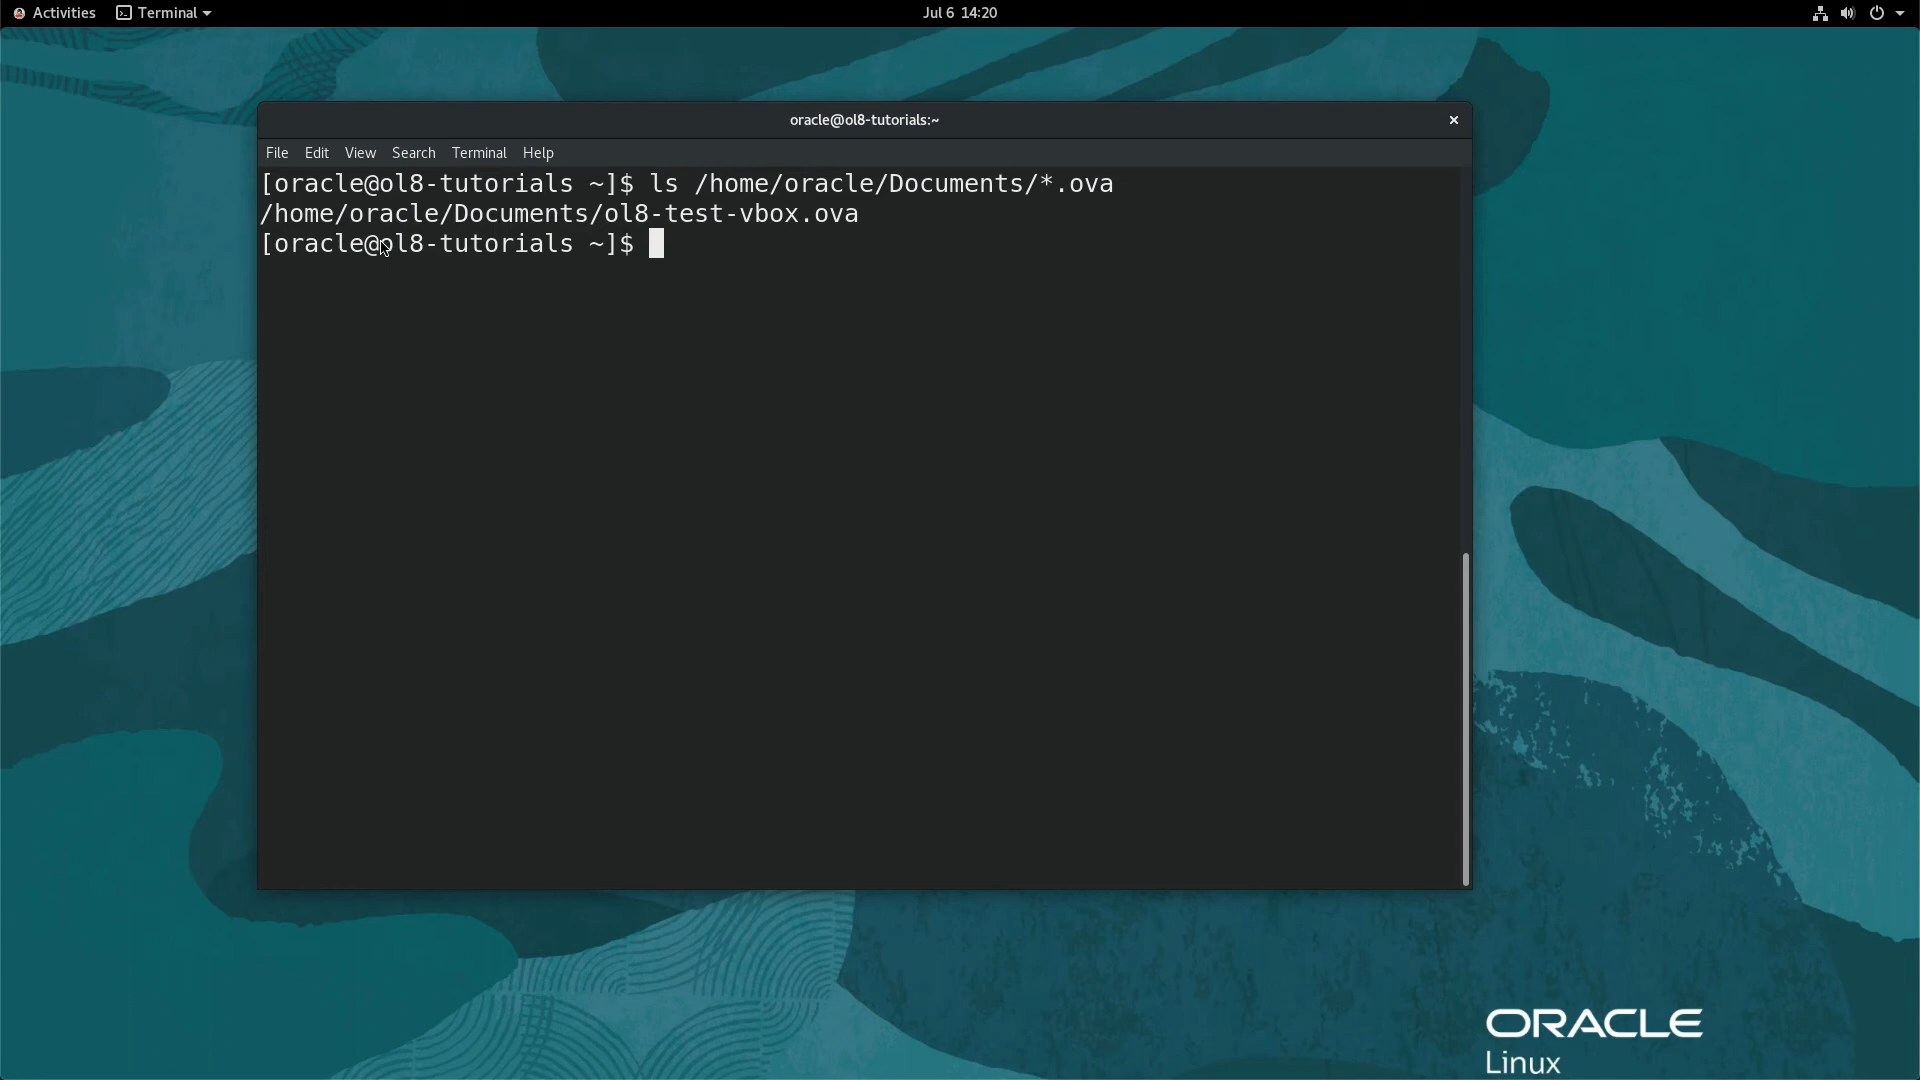 Activities Terminal Jul 6 14:20
oracle@ol8-tutorials:~
File Edit View Search Terminal Help
[oracle@ol8-tutorials ~]$ ls /home/oracle/Documents/*.ova
/home/oracle/Documents/ol8-test-vbox.ova
[oracle@ol8-tutorials ~]$
ORACLE
Linux